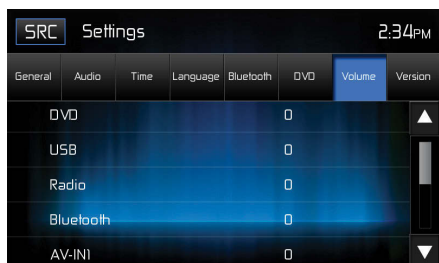 SRC Settings 2:34PM
General Audio Time Language Bluetooth DVD Volume Version
DVD 0
USB 0
Radio 0
Bluetooth 0
AV-IN1 0